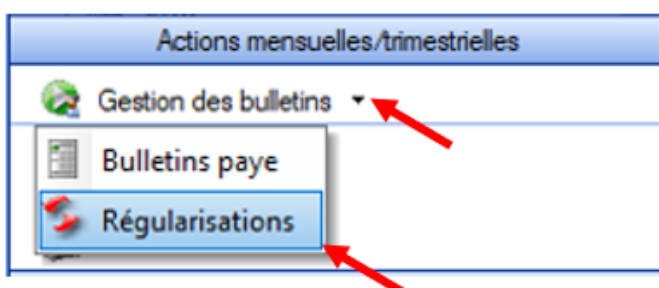 Actions mensuelles/trimestrielles
Gestion des bulletins
Bulletins paye
Régularisations